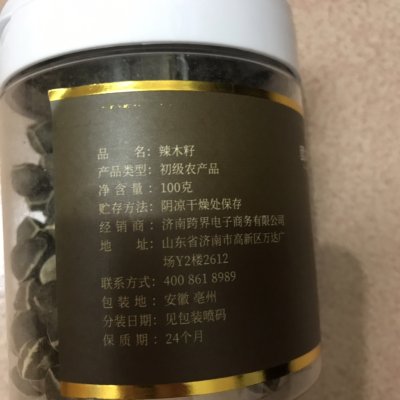 品 名: 辣木籽
产品类型: 初级农产品
净 含 量 : 100克
贮存方法: 阴凉干燥处保存
经 销 商 : 济南跨界电子商务有限公司
地 址: 山东省济南市高新区万达广
场Y2楼2612
联系方式: 400 861 8989
包 装 地 : 安徽 亳州
分装日期: 见包装喷码
保 质 期 : 24个月